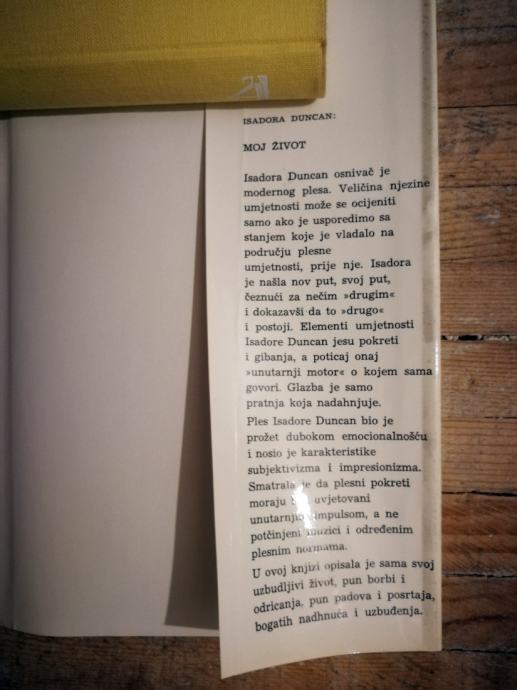 ISADORA DUNCAN:
MOJ ŽIVOT
Isadora Duncan osnivač je
modernog plesa. Veličina njezine
umjetnosti može se ocijeniti
samo ako je usporedimo sa
stanjem koje je vladalo na
području plesne
umjetnosti, prije nje. Isadora
je našla nov put, svoj put,
čeznući za nečim »drugim«
i dokazavši da to »drugo«
i postoji. Elementi umjetnosti
Isadore Duncan jesu pokreti
i gibanja, a poticaj onaj
»unutarnji motor« o kojem sama
govori. Glazba je samo
pratnja koja nadahnjuje.
Ples Isadore Duncan bio je
prožet dubokom emocionalnošću
i nosio je karakteristike
subjektivizma i impresionizma.
Smatrala je da plesni pokreti
moraju uvjetovani
unutarnjim impulsom, a ne
potčinjeni muzici i određenim
plesnim normama.
U ovoj knjizi opisala je sama svoj
uzbudljivi život, pun borbi i
odricanja, pun padova i posrtaja,
bogatih nadhnuća i uzbuđenja.